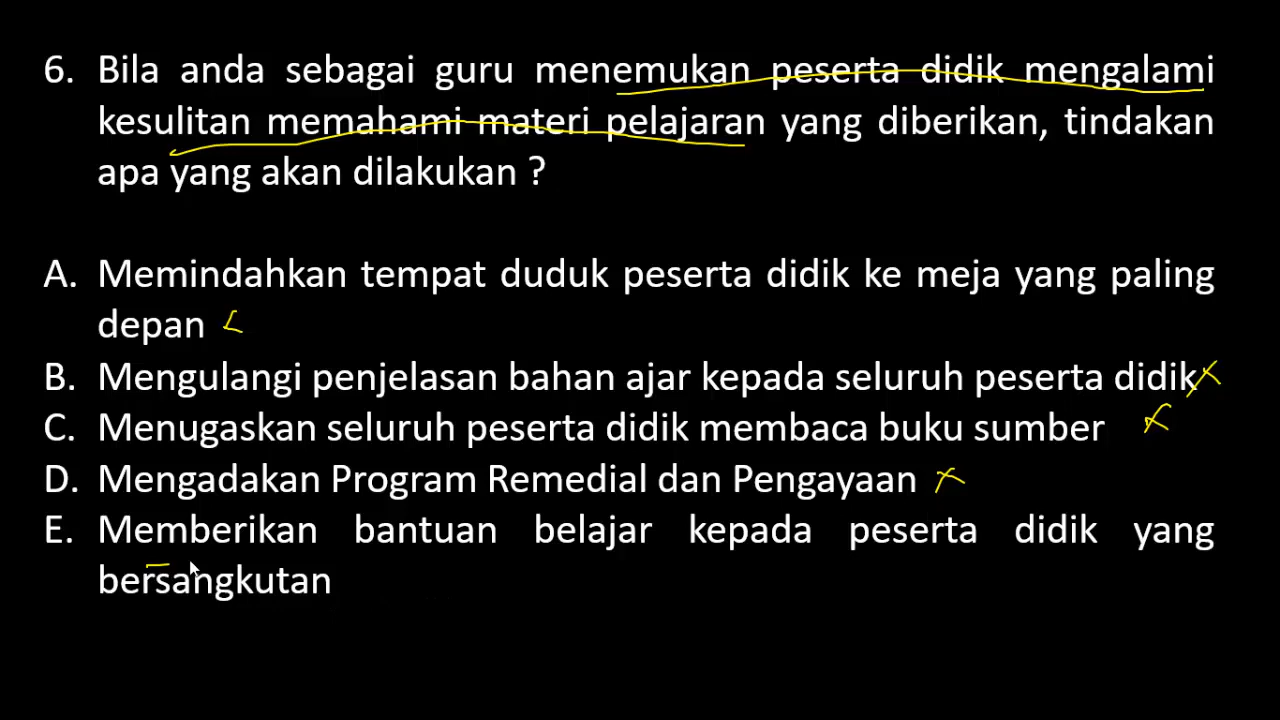 6. Bila anda sebagai guru menemukan peserta didik mengalami
kesulitan memahami materi pelajaran yang diberikan, tindakan
apa yang akan dilakukan ?
A. Memindahkan tempat duduk peserta didik ke meja yang paling
depan
B. Mengulangi penjelasan bahan ajar kepada seluruh peserta didik
C. Menugaskan seluruh peserta didik membaca buku sumber
D. Mengadakan Program Remedial dan Pengayaan
E. Memberikan bantuan belajar kepada peserta didik yang
bersangkutan